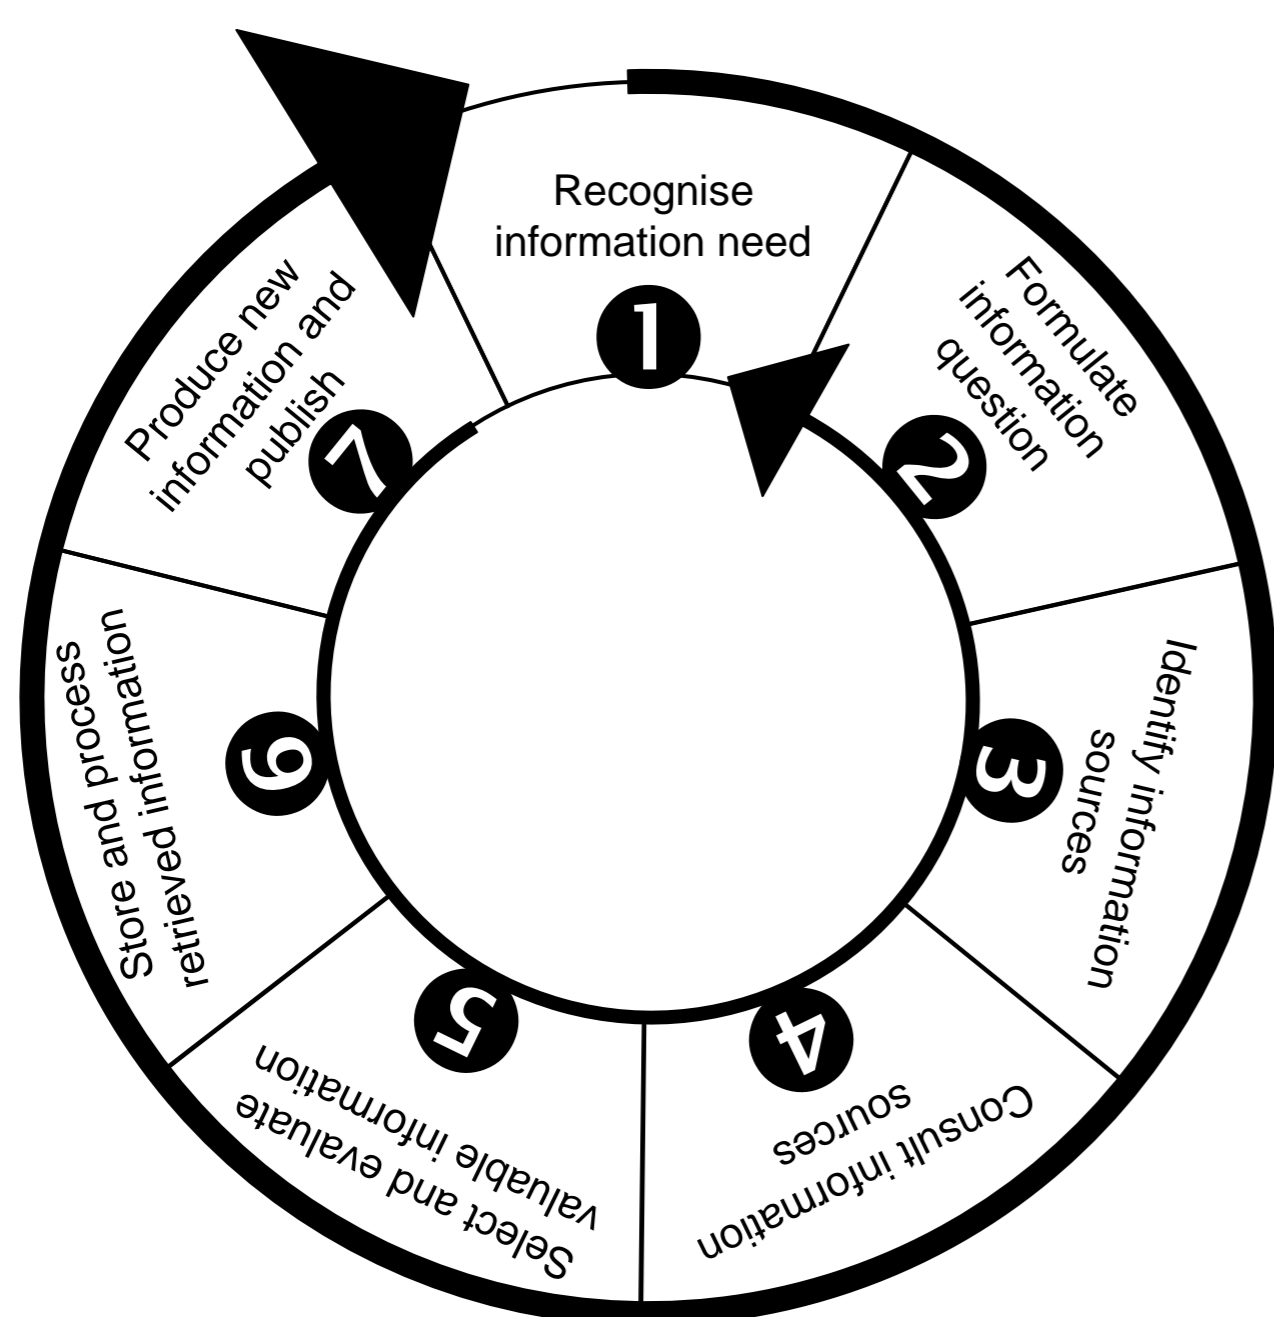 Recognise
information need
1
Formulate
information
question
2
Identify information
sources
3
Consult information
sources
4
Select and evaluate
valuable information
5
Store and process
retrieved information
6
Produce new
information and
publish
7